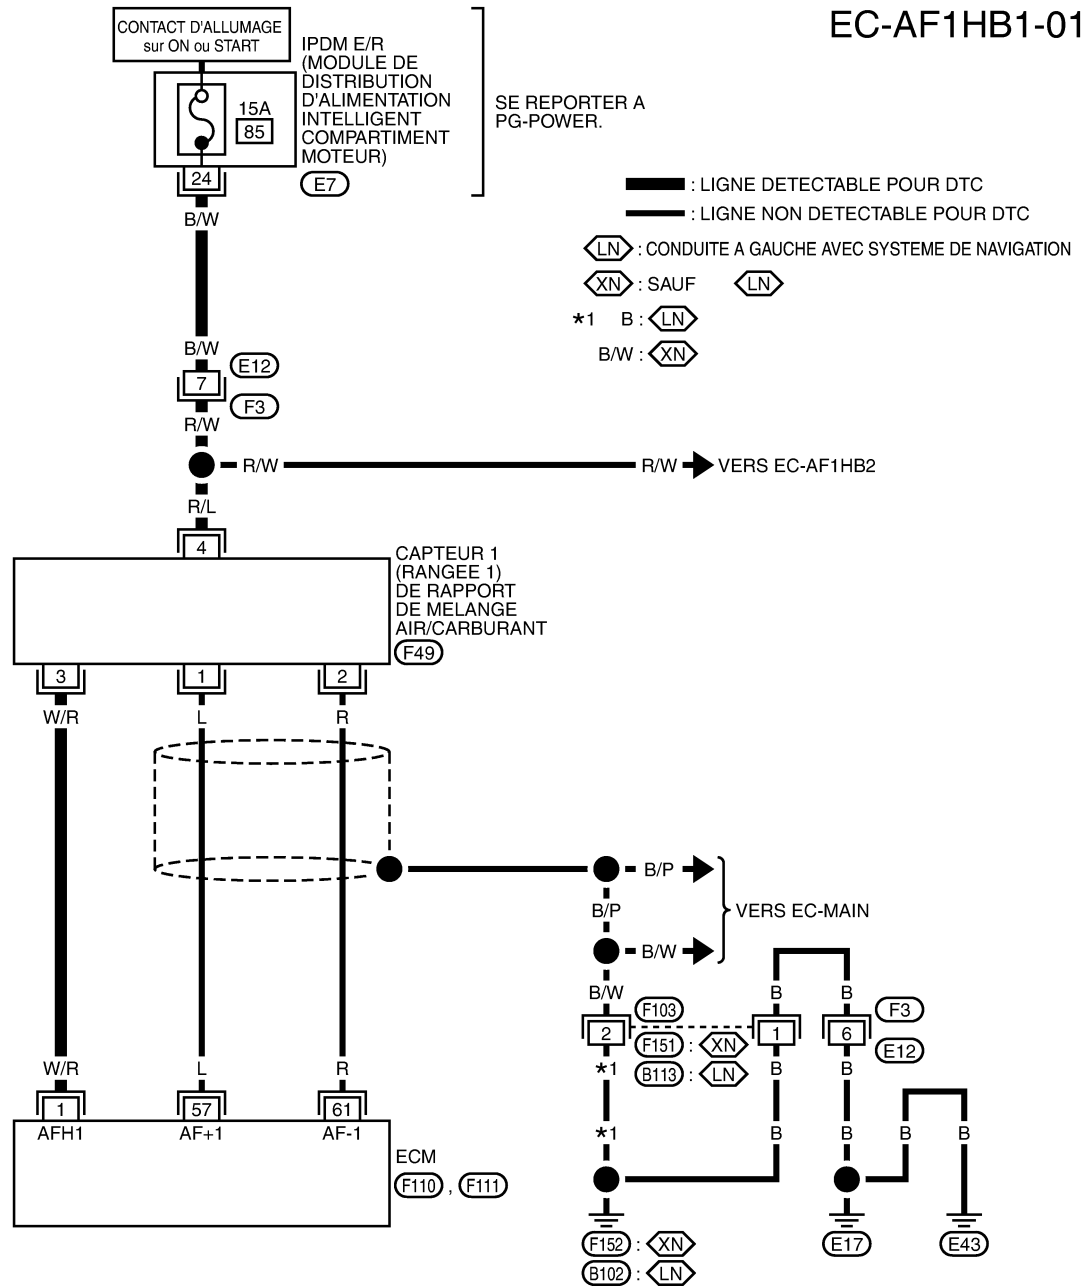 EC-AF1HB1-01
CONTACT D'ALLUMAGE
sur ON ou START
IPDM E/R
(MODULE DE
DISTRIBUTION
D'ALIMENTATION
INTELLIGENT
COMPARTIMENT
MOTEUR)
E7
15A
85
24
SE REPORTER A
PG-POWER.
: LIGNE DETECTABLE POUR DTC
: LIGNE NON DETECTABLE POUR DTC
LN : CONDUITE A GAUCHE AVEC SYSTEME DE NAVIGATION
XN : SAUF LN
*1 B : LN
B/W : XN
B/W
B/W
7
E12
F3
R/W
R/W
R/W
VERS EC-AF1HB2
R/L
4
CAPTEUR 1
(RANGEE 1)
DE RAPPORT
DE MELANGE
AIR/CARBURANT
F49
3
1
2
W/R
L
R
B/P
VERS EC-MAIN
B/P
B/W
B/W
B
B
2
F103
F151 : XN
B113 : LN
1
6
F3
E12
*1
B
B
W/R
L
R
1
57
61
AFH1
AF+1
AF-1
ECM
F110 , F111
*1
B
B
B
B
F152 : XN
B102 : LN
E17
E43